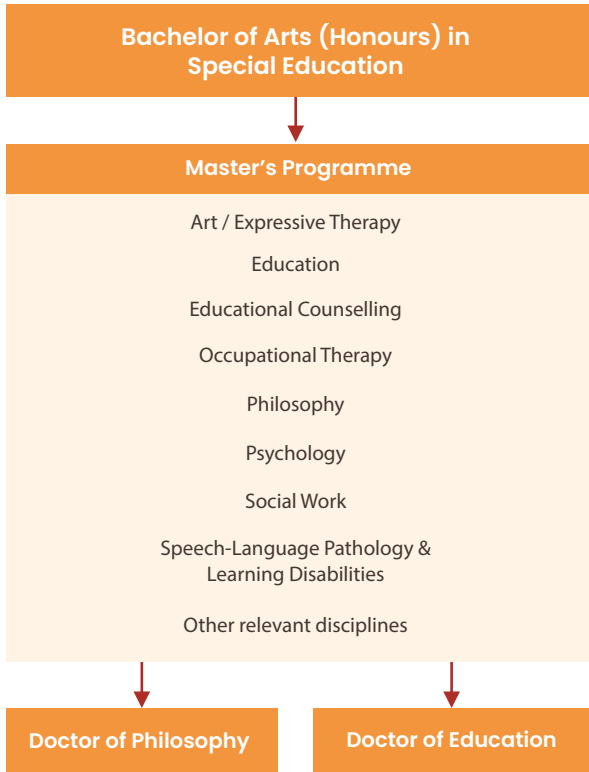 Bachelor of Arts (Honours) in
Special Education
Master's Programme
Art / Expressive Therapy
Education
Educational Counselling
Occupational Therapy
Philosophy
Psychology
Social Work
Speech-Language Pathology &
Learning Disabilities
Other relevant disciplines
Doctor of Philosophy
Doctor of Education